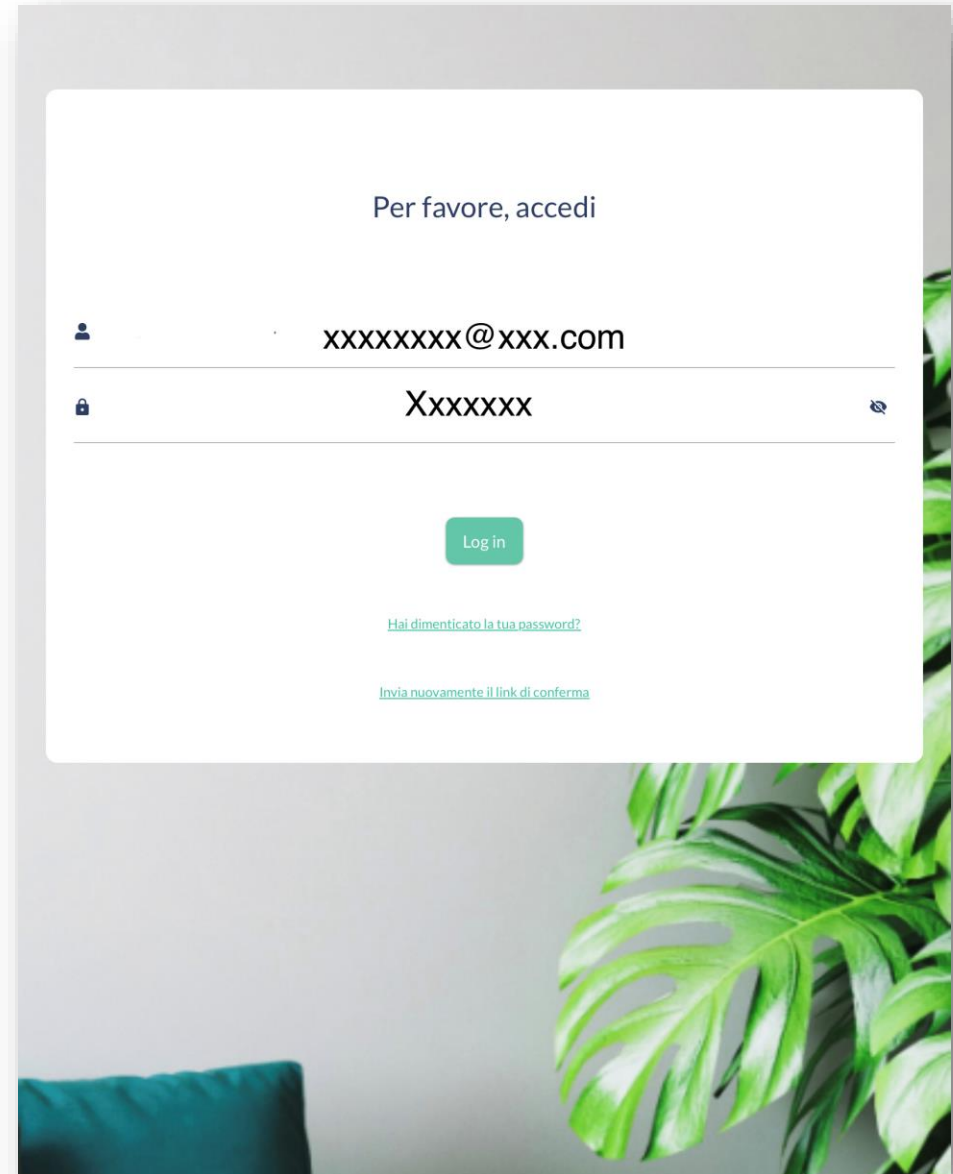 Per favore, accedi
xxxxxxxx@xxx.com
Xxxxxxx
Log in
Hai dimenticato la tua password?
Invia nuovamente il link di conferma